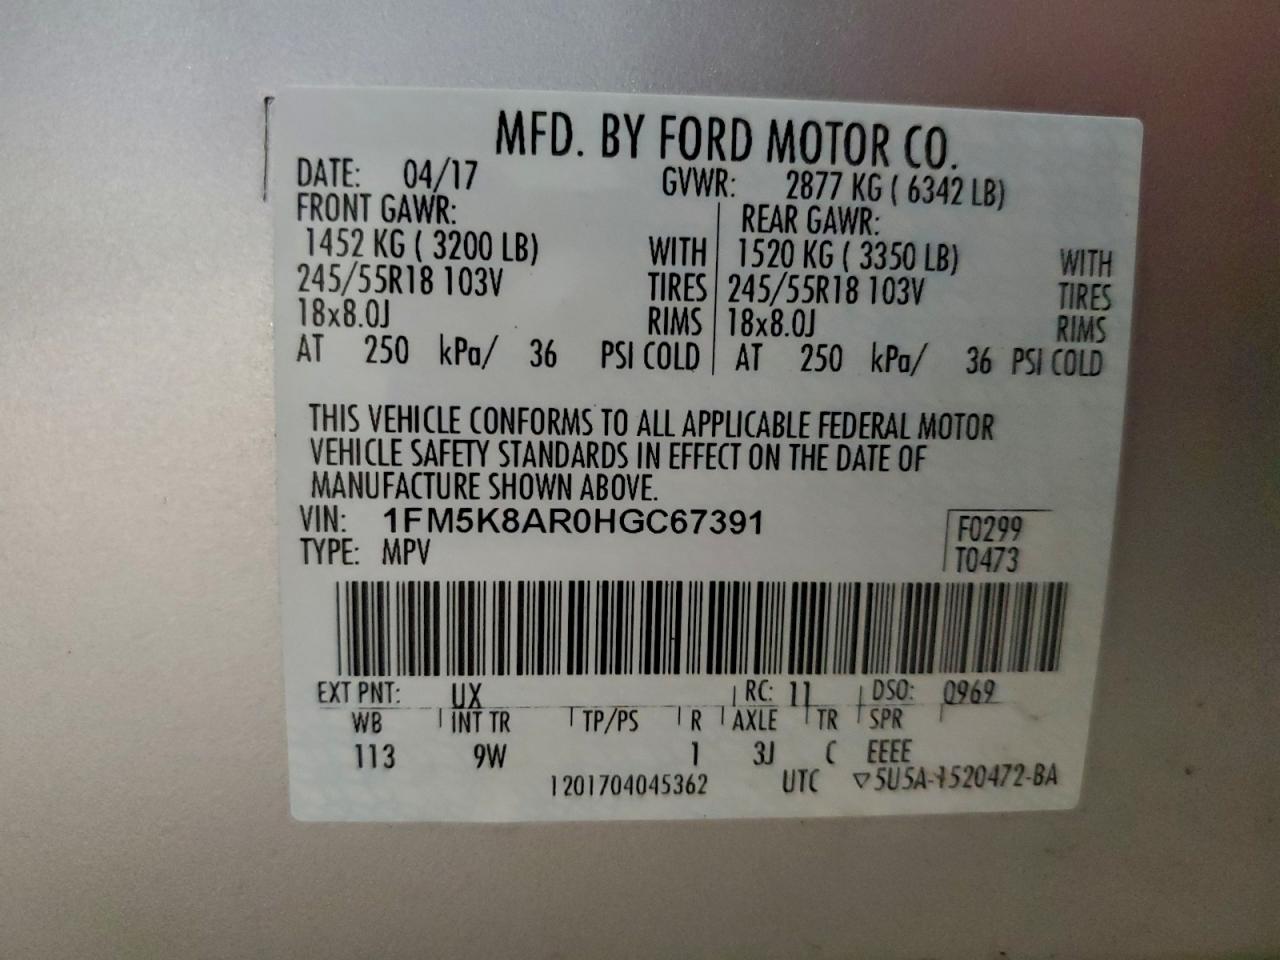 MFD. BY FORD MOTOR CO.
DATE: 04/17 GVWR: 2877 KG ( 6342 LB)
FRONT GAWR: REAR GAWR:
1452 KG ( 3200 LB) WITH 1520 KG ( 3350 LB) WITH
245/55R18 103V TIRES 245/55R18 103V TIRES
18x8.0J RIMS 18x8.0J RIMS
AT 250 kPa/ 36 PSI COLD AT 250 kPa/ 36 PSI COLD
THIS VEHICLE CONFORMS TO ALL APPLICABLE FEDERAL MOTOR
VEHICLE SAFETY STANDARDS IN EFFECT ON THE DATE OF
MANUFACTURE SHOWN ABOVE.
VIN: 1FM5K8AR0HGC67391 F0299
TYPE: MPV T0473
EXT PNT: UX RC: 11 DSO: Q969
WB INT TR TP/PS R AXLE TR SPR
113 9W 1 3J C EEEE
1201704045362 UTC ▽5U5A-1520472-BA